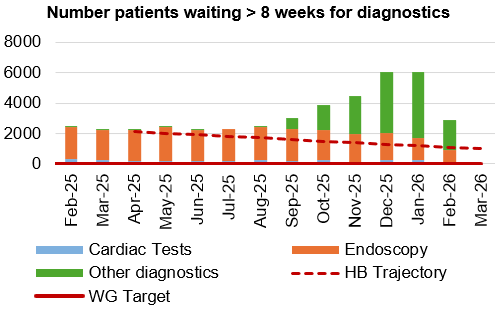 Number patients waiting > 8 weeks for diagnostics
8000
6000
4000
2000
0
Feb-25
Mar-25
Apr-25
May-25
Jun-25
Jul-25
Aug-25
Sep-25
Oct-25
Nov-25
Dec-25
Jan-26
Feb-26
Mar-26
Cardiac Tests
Endoscopy
Other diagnostics
HB Trajectory
WG Target